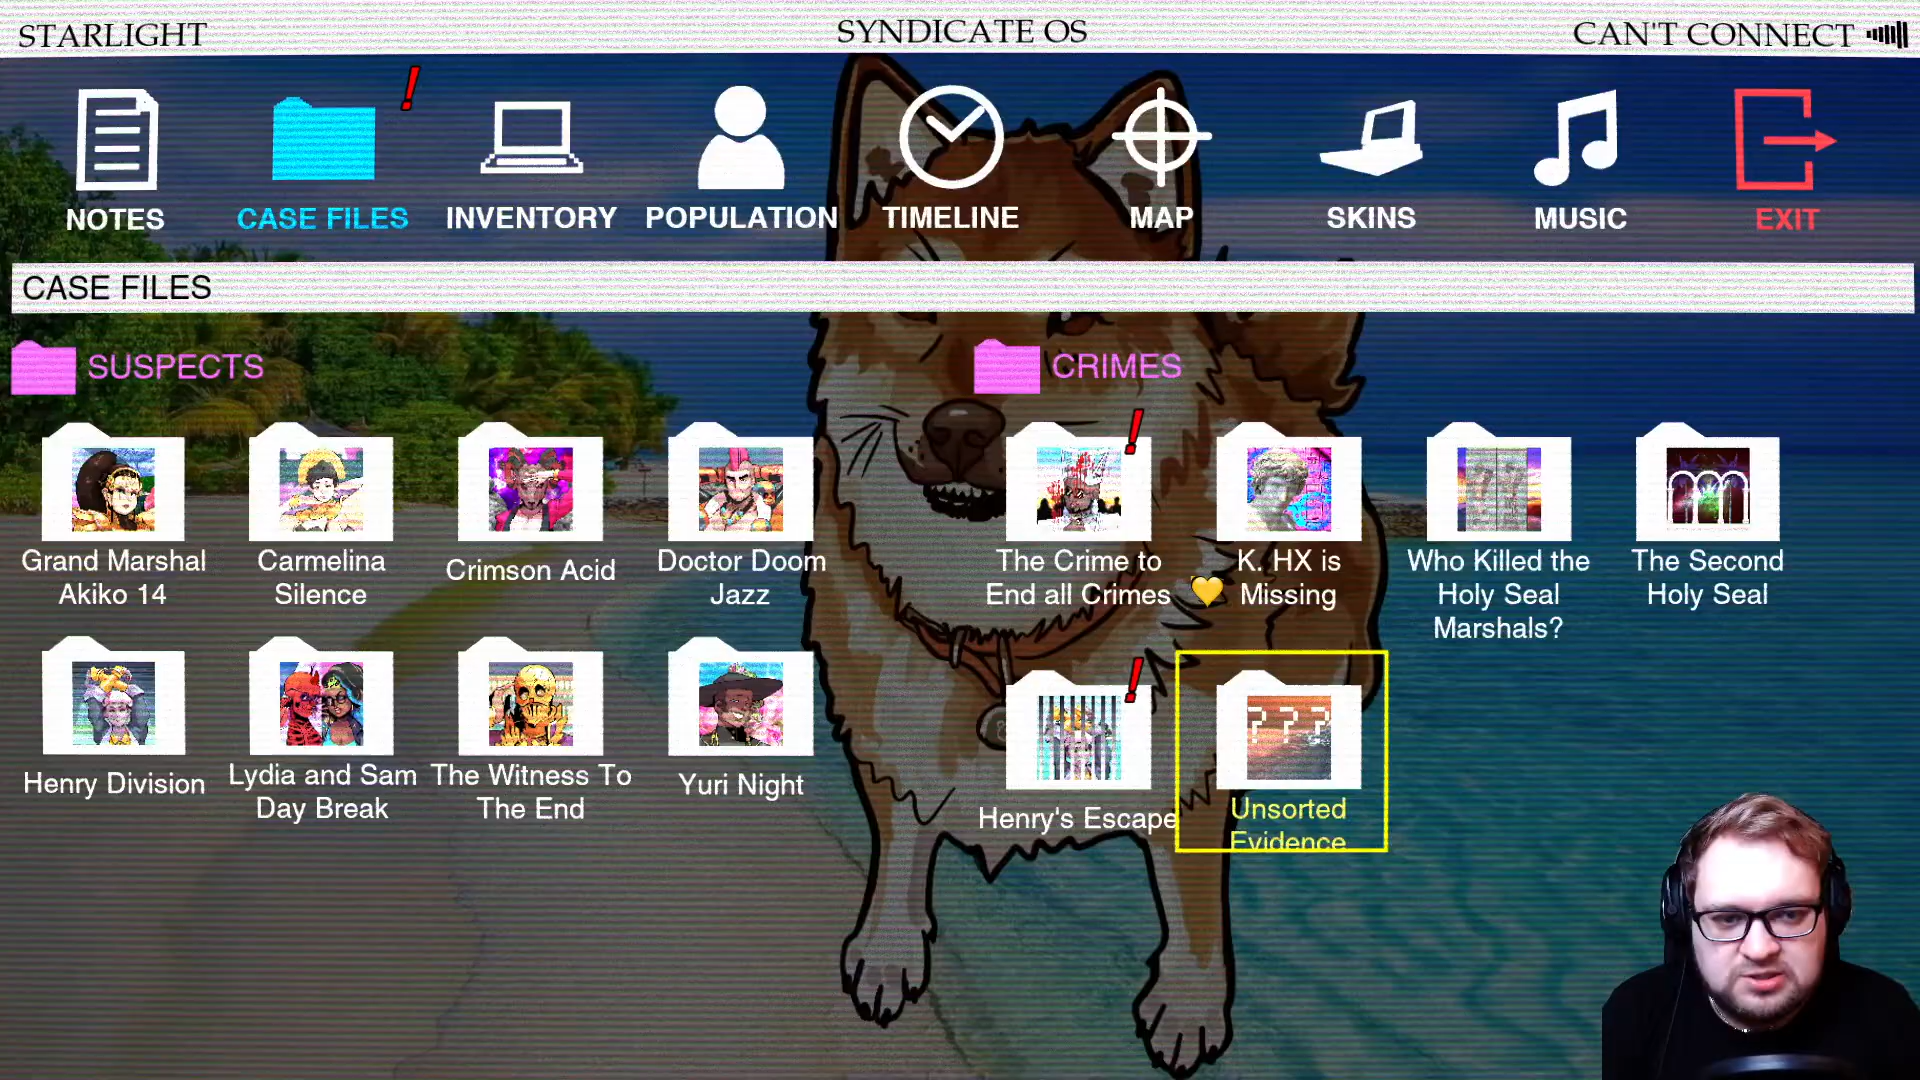 STARLIGHT
SYNDICATE OS
CAN'T CONNECT
NOTES
CASE FILES
INVENTORY
POPULATION
TIMELINE
MAP
SKINS
MUSIC
EXIT
CASE FILES
SUSPECTS
Grand Marshal
Akiko 14
Carmelina
Silence
Crimson Acid
Doctor Doom
Jazz
Henry Division
Lydia and Sam
Day Break
The Witness To
The End
Yuri Night
CRIMES
The Crime to
End all Crimes
K. HX is
Missing
Who Killed the
Holy Seal
Marshals?
The Second
Holy Seal
Henry's Escape
? ? ?
Unsorted
Evidence